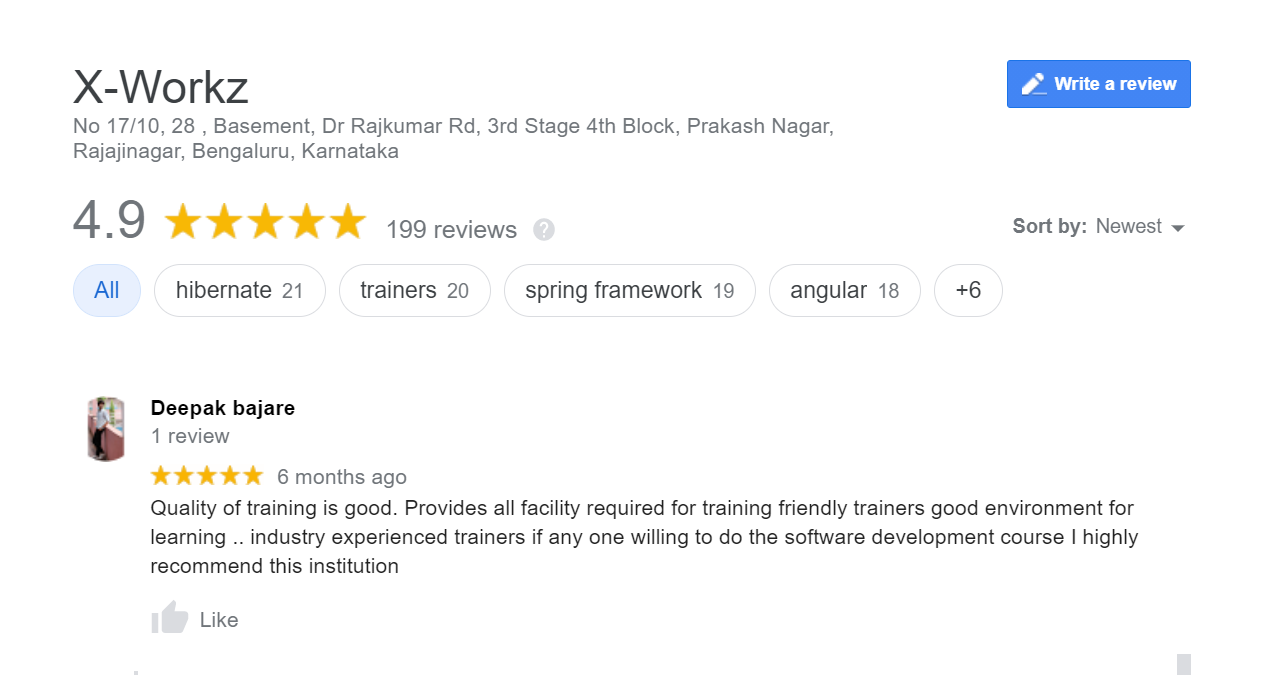 X-Workz
Write a review
No 17/10, 28 , Basement, Dr Rajkumar Rd, 3rd Stage 4th Block, Prakash Nagar,
Rajajinagar, Bengaluru, Karnataka
4.9 199 reviews ?
Sort by: Newest
All hibernate 21 trainers 20 spring framework 19 angular 18 +6
Deepak bajare
1 review
6 months ago
Quality of training is good. Provides all facility required for training friendly trainers good environment for
learning .. industry experienced trainers if any one willing to do the software development course I highly
recommend this institution
Like